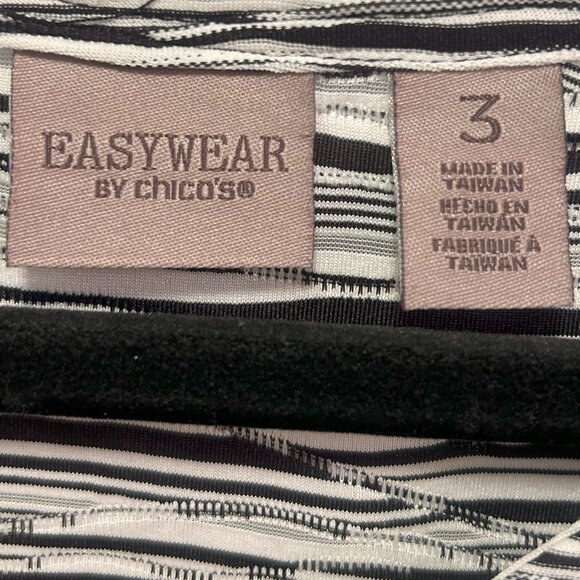 EASYWEAR
BY chico's®
3
MADE IN
TAIWAN
HECHO EN
TAIWAN
FABRIQUÉ À
TAIWAN